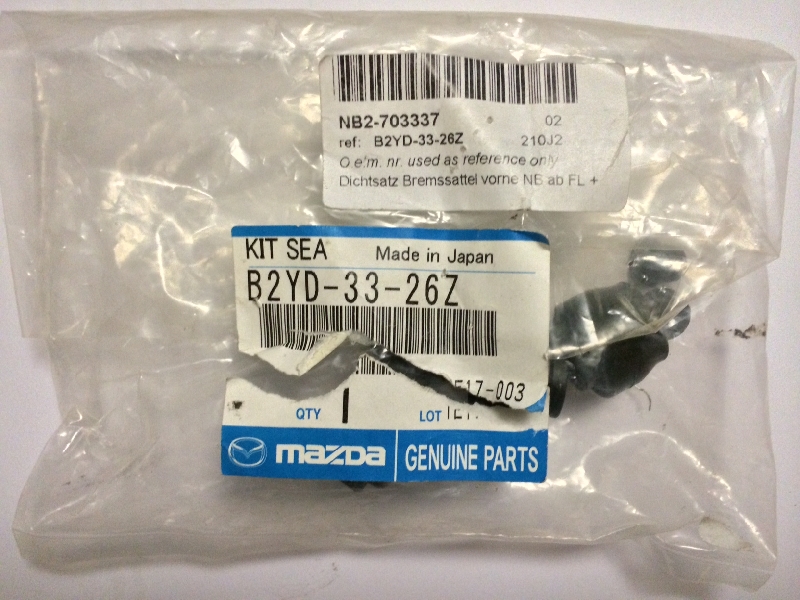 NB2-703337 02
ref: B2YD-33-26Z 210J2
O.e.m. nr. used as reference only
Dichtsatz Bremssattel vorne NB ab FL +
KIT SEA Made in Japan
B2YD-33-26Z
17-003
QTY 1 LOT
mazda GENUINE PARTS